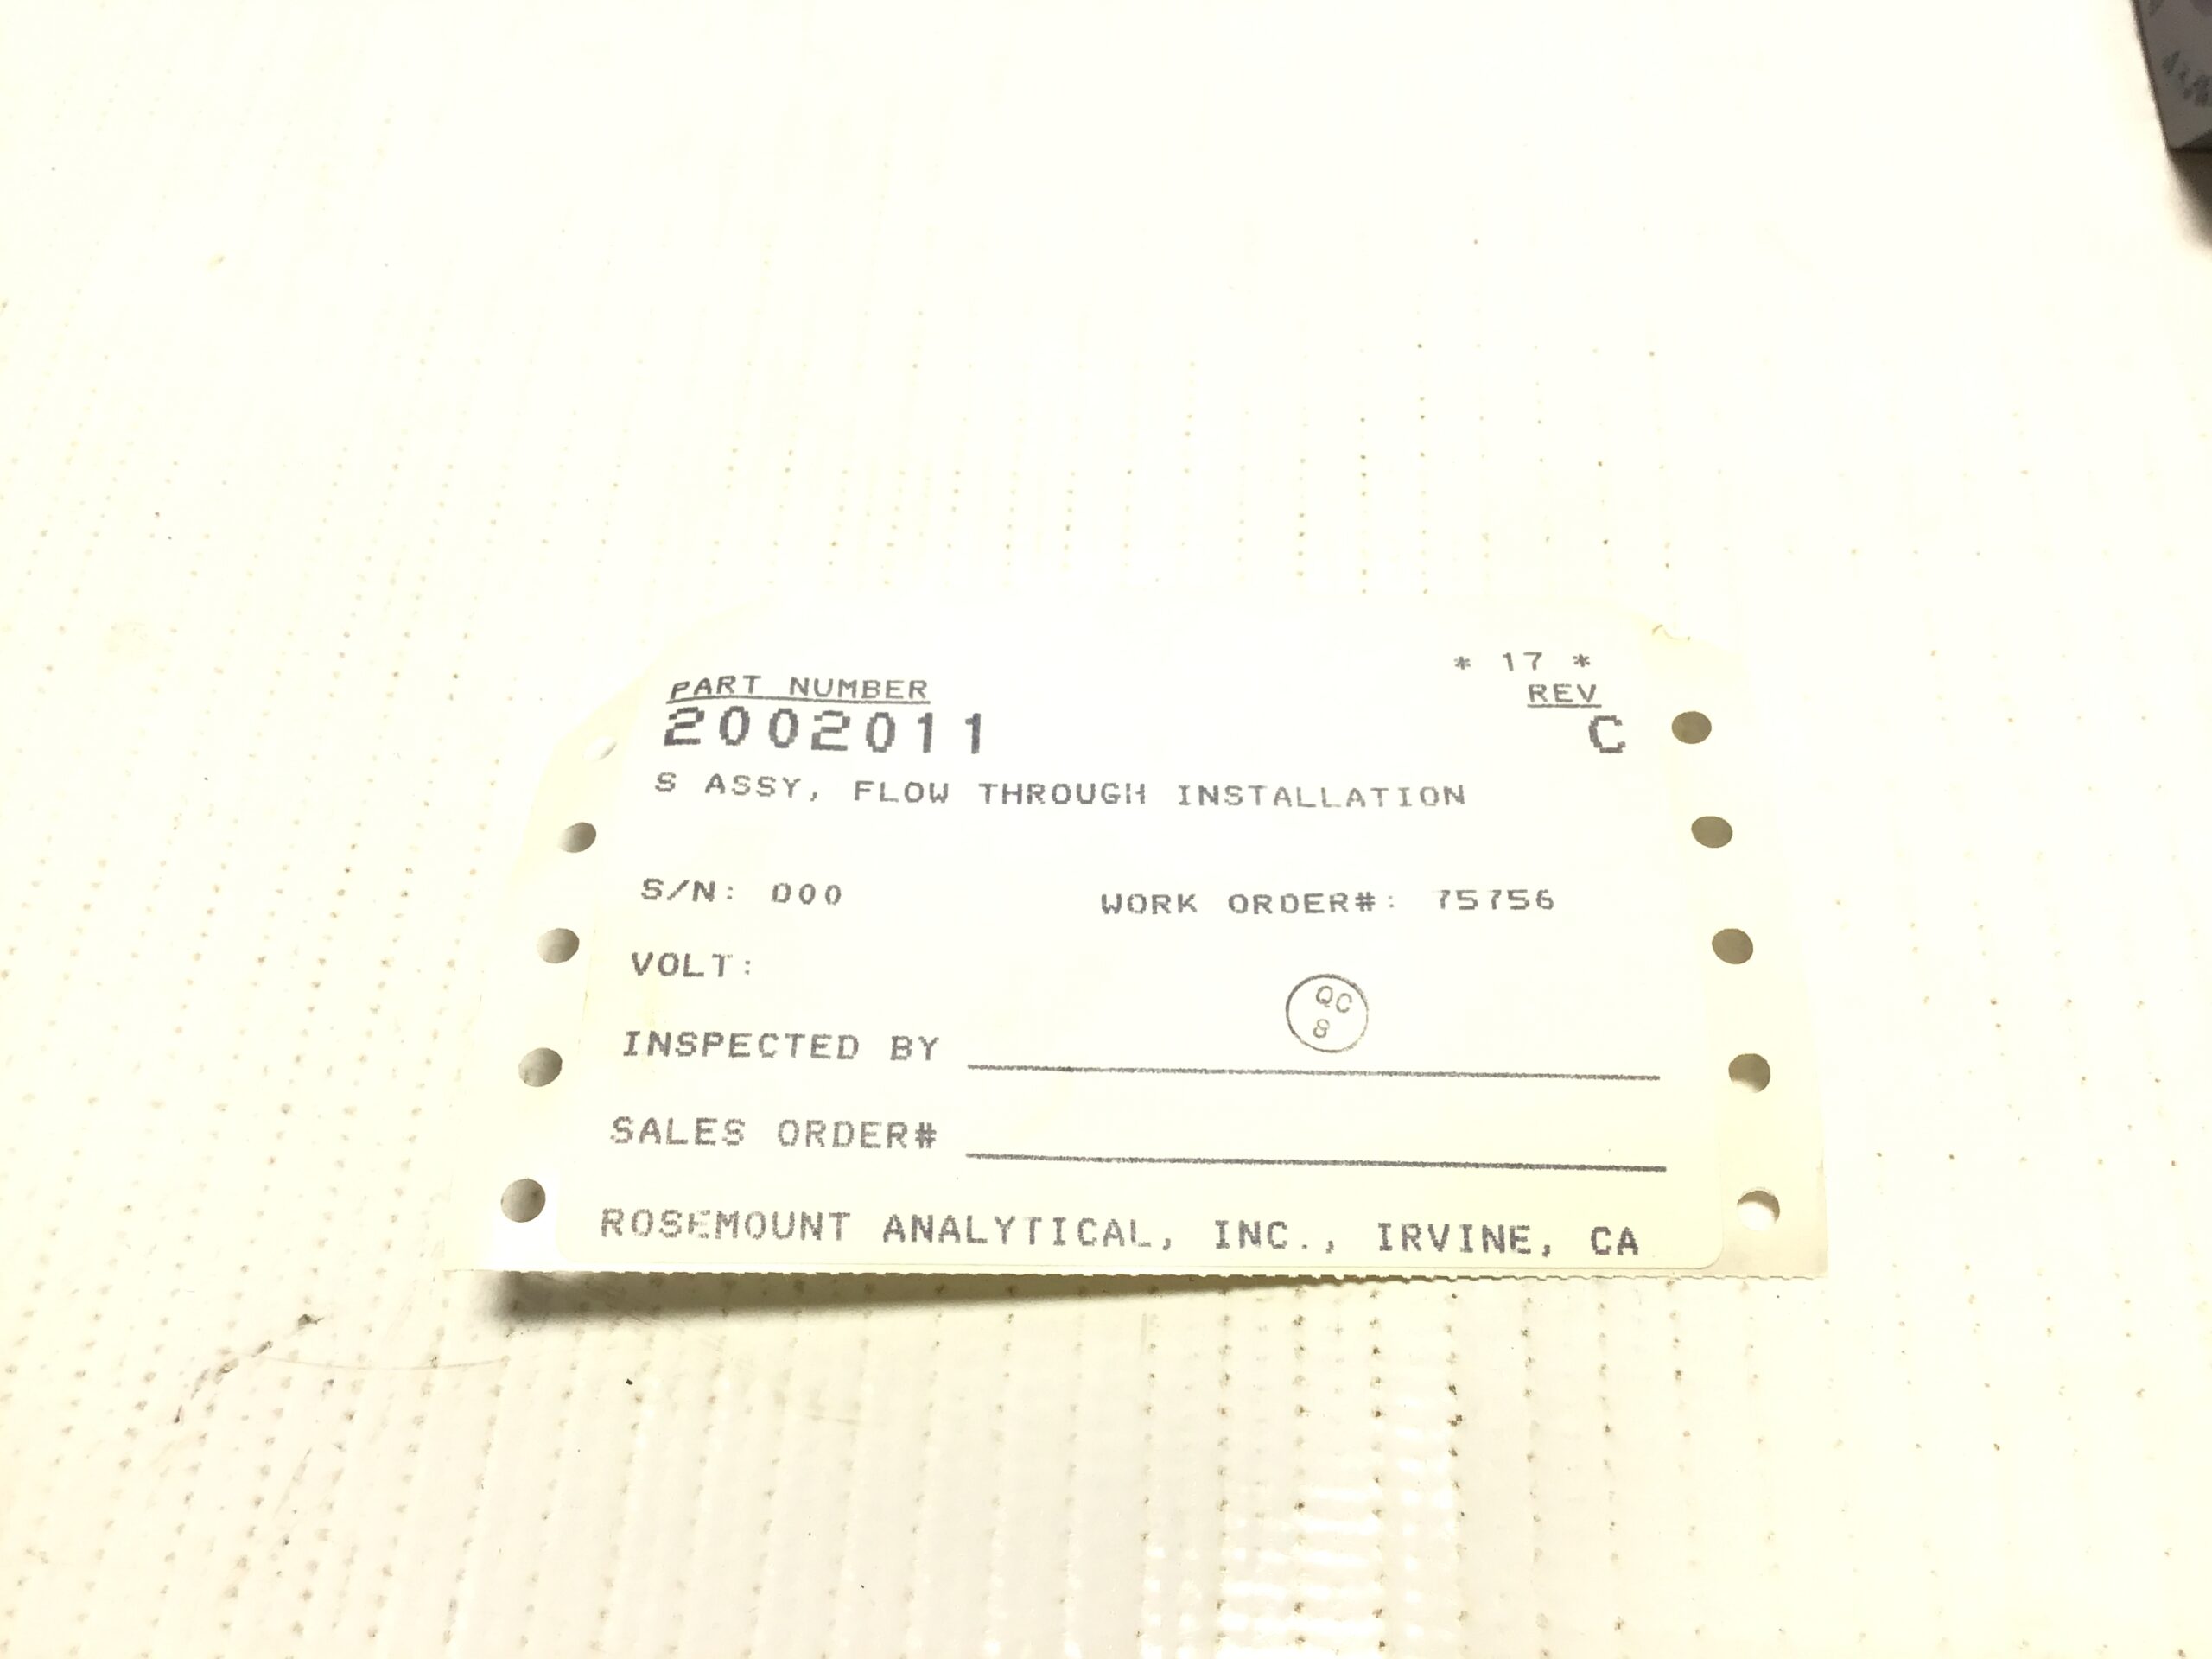 * 17 *
PART NUMBER REV
2002011 C
S ASSY, FLOW THROUGH INSTALLATION
S/N: 000 WORK ORDER#: 75756
VOLT:
QC
8
INSPECTED BY
SALES ORDER#
ROSEMOUNT ANALYTICAL, INC., IRVINE, CA